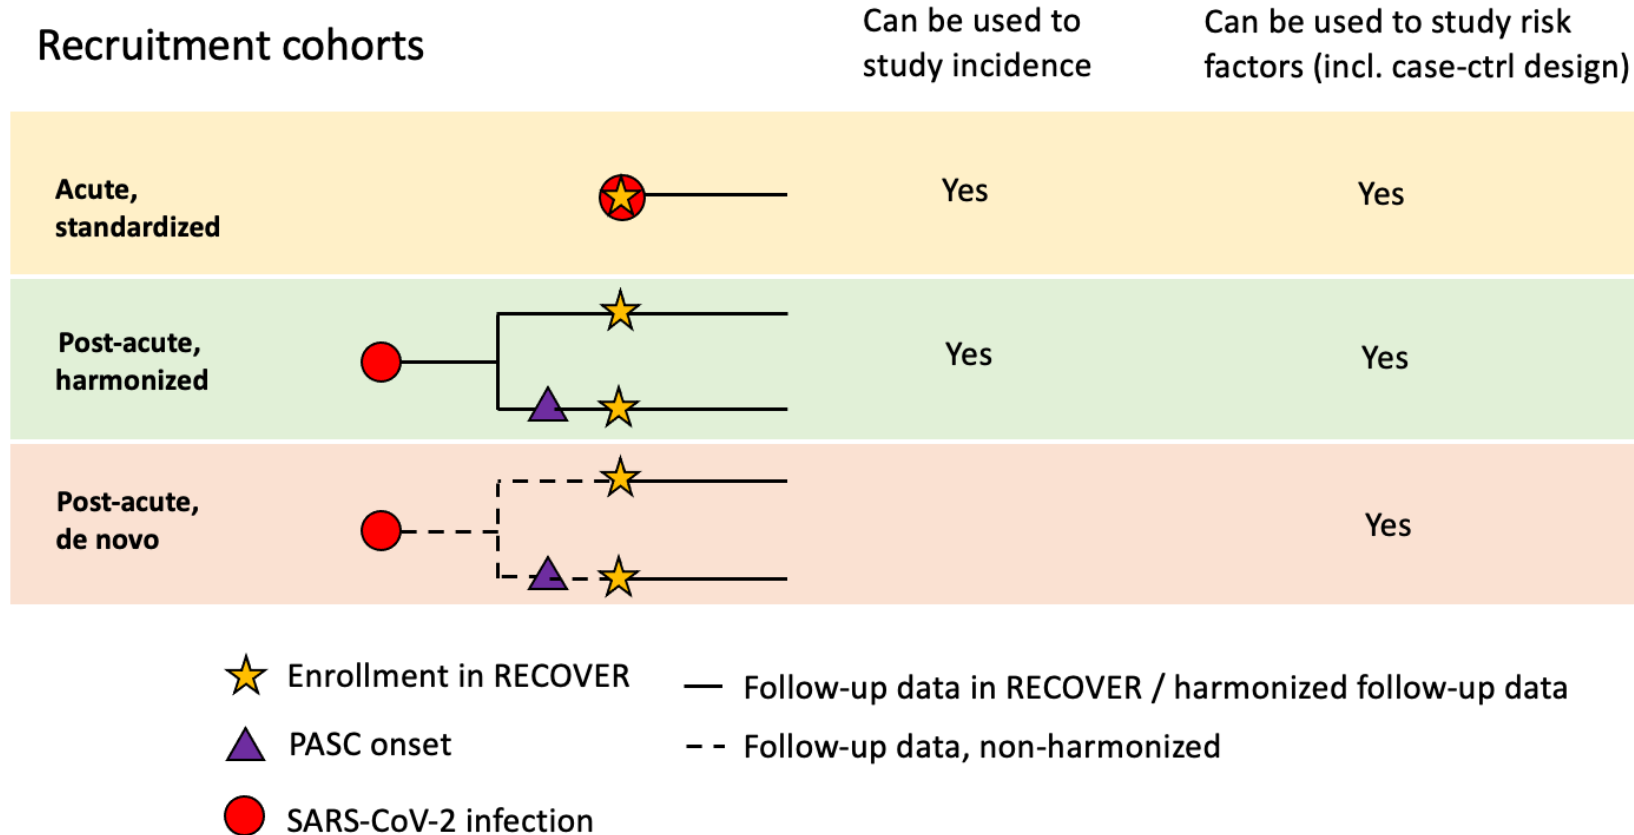 Recruitment cohorts
Can be used to
study incidence
Can be used to study risk
factors (incl. case-ctrl design)
Acute,
standardized
Yes
Yes
Post-acute,
harmonized
Yes
Yes
Post-acute,
de novo
Yes
Enrollment in RECOVER
Follow-up data in RECOVER / harmonized follow-up data
PASC onset
Follow-up data, non-harmonized
SARS-CoV-2 infection